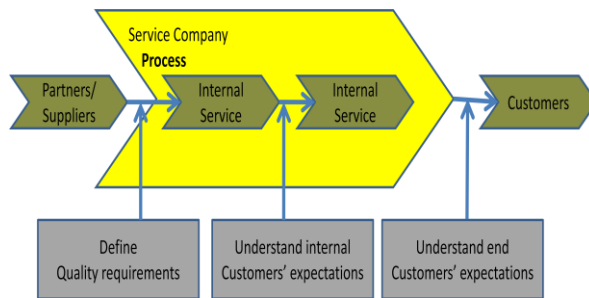 Service Company
Process
Partners/
Suppliers
Internal
Service
Internal
Service
Customers
Define
Quality requirements
Understand internal
Customers' expectations
Understand end
Customers' expectations